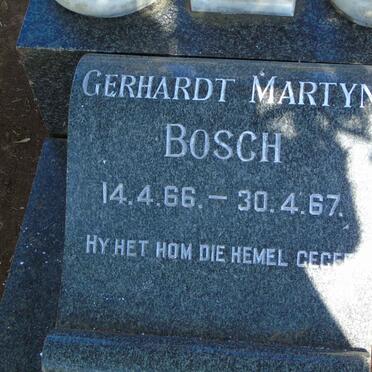 GERHARDT MARTYN
BOSCH
14.4.66. – 30.4.67.
HY HET HOM DIE HEMEL